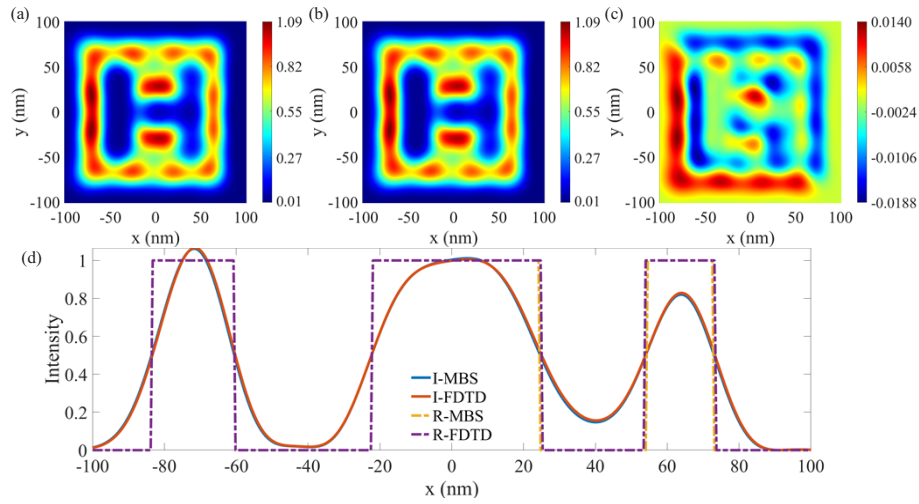 (a) (b) (c)
100 1.09 100 1.09 100 0.0140
50 0.82 50 0.82 50 0.0058
y (nm) 0 0.55 y (nm) 0 0.55 y (nm) 0 -0.0024
-50 0.27 -50 0.27 -50 -0.0106
-100 0.01 -100 0.01 -100 -0.0188
-100 -50 0 50 100 -100 -50 0 50 100 -100 -50 0 50 100
x (nm) x (nm) x (nm)
(d)
1
0.8
0.6
0.4
0.2
0
Intensity
I-MBS
I-FDTD
R-MBS
R-FDTD
-100 -80 -60 -40 -20 0 20 40 60 80 100
x (nm)